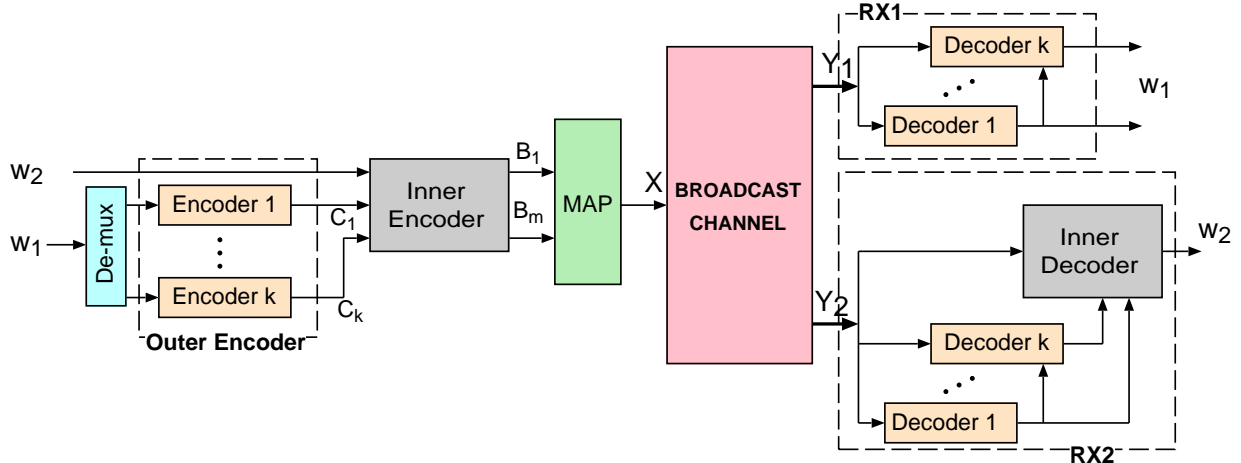 RX1
Decoder k
Y1
w1
Decoder 1
w2
B1
Encoder 1
Inner
Encoder
X
BROADCAST
CHANNEL
MAP
De-mux
C1
Bm
w1
Inner
Decoder
w2
Encoder k
Ck
Y2
Outer Encoder
Decoder k
Decoder 1
RX2